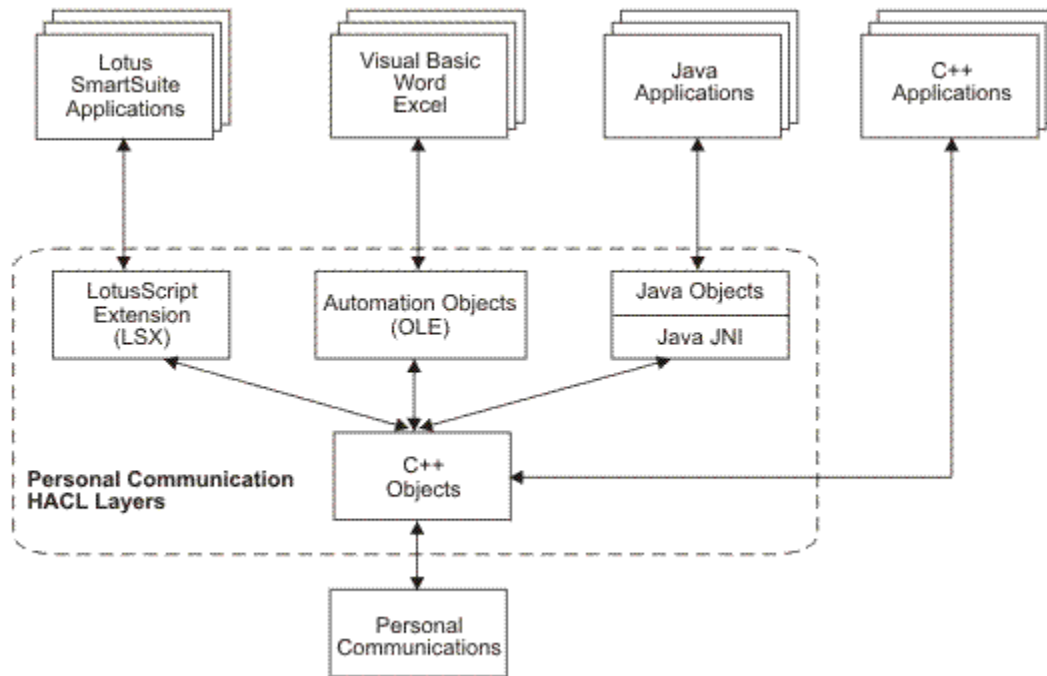 Lotus
SmartSuite
Applications
Visual Basic
Word
Excel
Java
Applications
C++
Applications
LotusScript
Extension
(LSX)
Automation Objects
(OLE)
Java Objects
Java JNI
C++
Objects
Personal Communication
HACL Layers
Personal
Communications